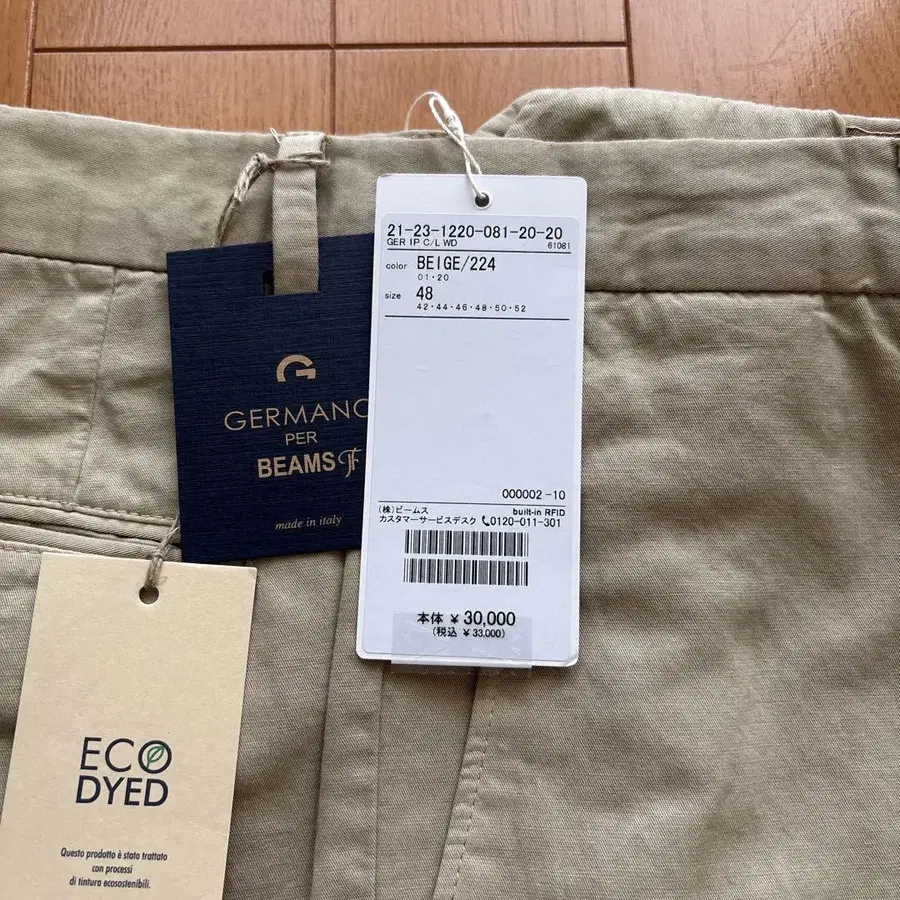 21-23-1220-081-20-20
GER IP C/L WD 61081
color BEIGE/224
01・20
size 48
42・44・46・48・50・52
000002 -10
(株)ビームス built-in RFID
カスタマーサービスデスク 0120-011-301
本体 ¥ 30,000
(税込 ¥ 33,000)
G
GERMANO
PER
BEAMS F
made in italy
ECO
DYED
Questo prodotto è stato trattato
con processi
di tintura ecosostenibili.